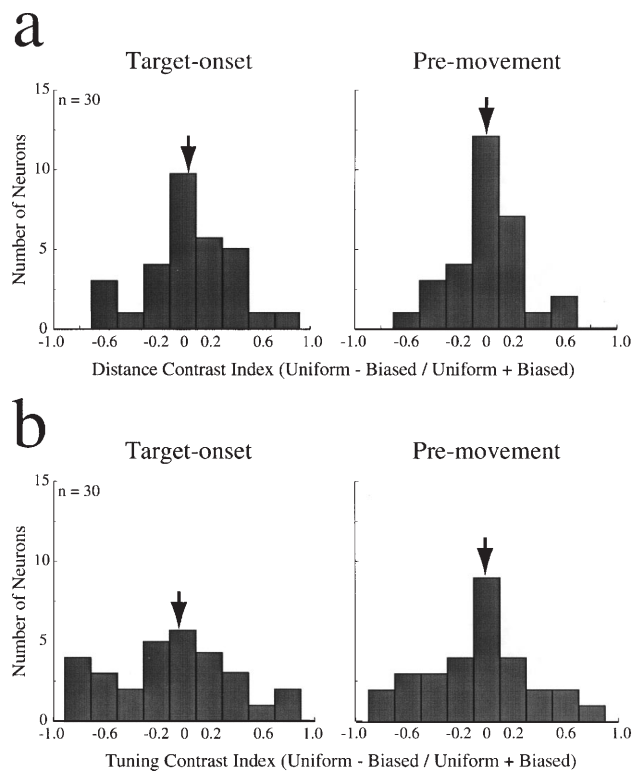 a
Target-onset
Pre-movement
Number of Neurons
15
10
5
0
n = 30
-1.0 -0.6 -0.2 0 0.2 0.6 1.0
-1.0 -0.6 -0.2 0 0.2 0.6 1.0
Distance Contrast Index (Uniform - Biased / Uniform + Biased)
b
Target-onset
Pre-movement
Number of Neurons
15
10
5
0
n = 30
-1.0 -0.6 -0.2 0 0.2 0.6 1.0
-1.0 -0.6 -0.2 0 0.2 0.6 1.0
Tuning Contrast Index (Uniform - Biased / Uniform + Biased)